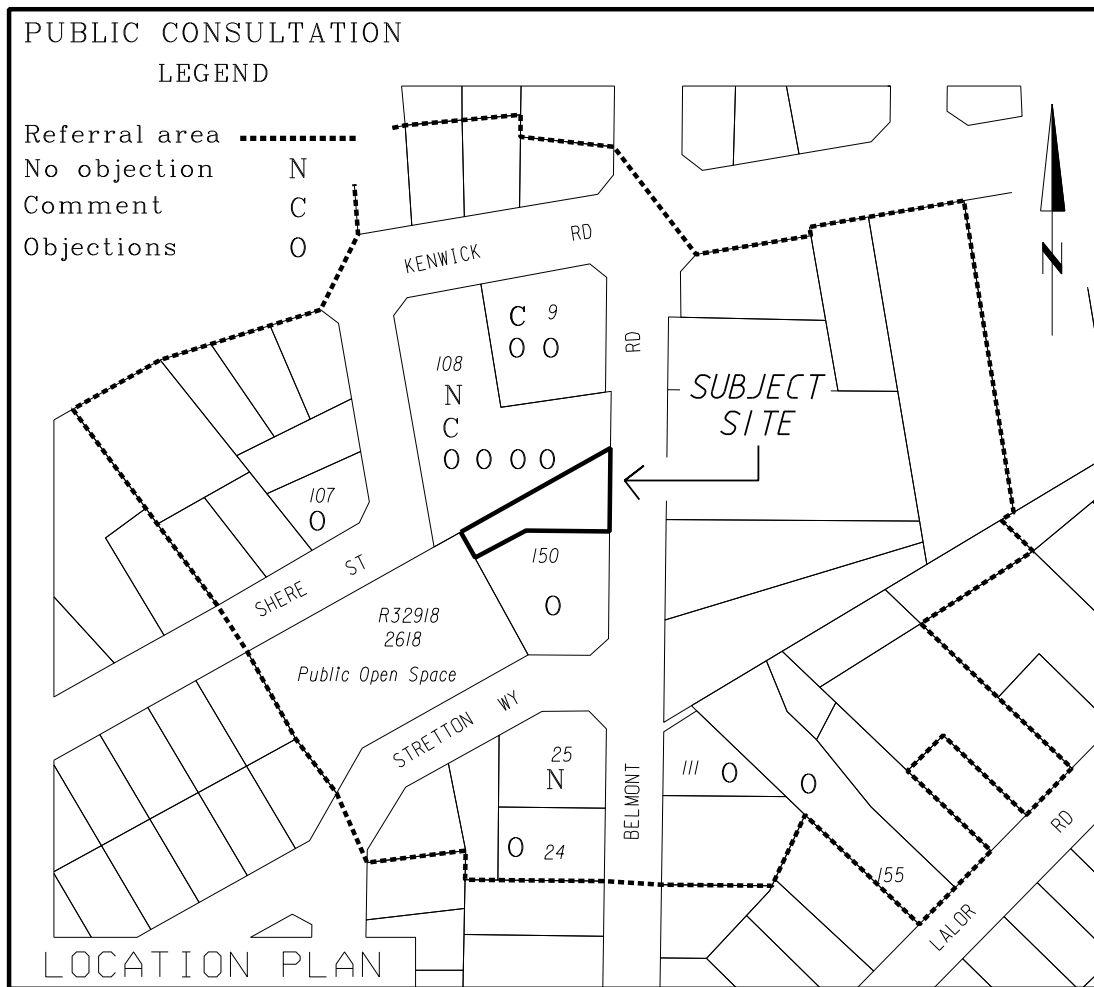 PUBLIC CONSULTATION
LEGEND
Referral area
No objection N
Comment C
Objections O
KENWICK RD
N
C 9
O O
RD
108
N
C
O O O O
SUBJECT
SITE
107
O
SHERE ST
150
O
R32918
2618
Public Open Space
STRETTON WY
25
N
111 O
O
BELMONT
O 24
155
LALOR RD
LOCATION PLAN